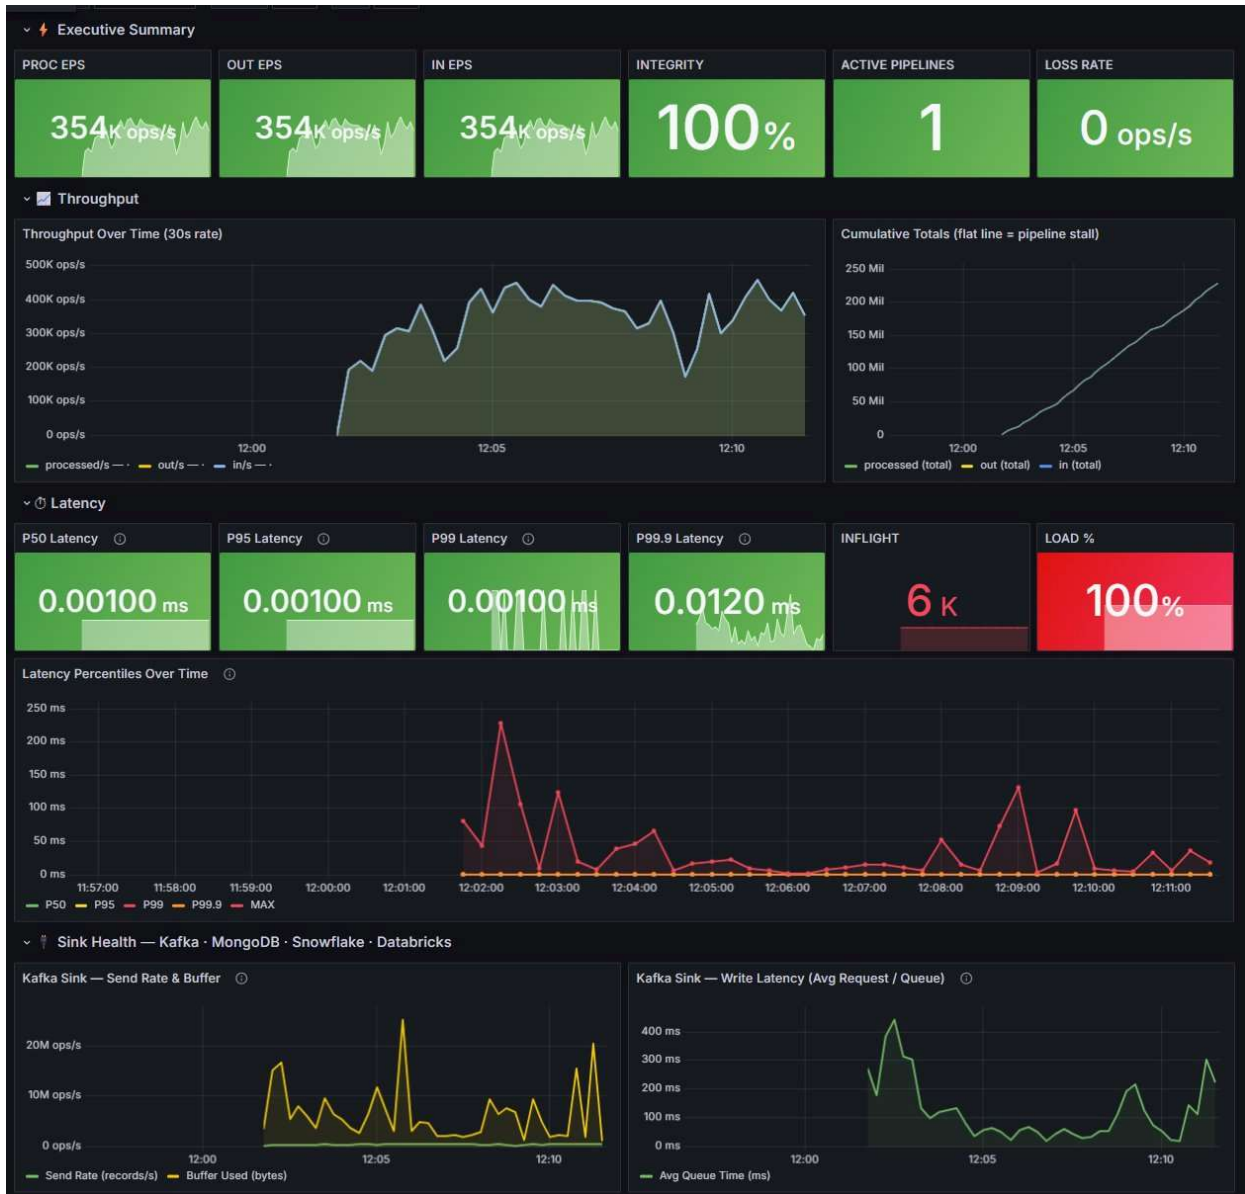 Executive Summary
PROC EPS OUT EPS IN EPS INTEGRITY ACTIVE PIPELINES LOSS RATE
354K ops/s 354K ops/s 354K ops/s 100% 1 0 ops/s
Throughput
Throughput Over Time (30s rate)
500K ops/s
400K ops/s
300K ops/s
200K ops/s
100K ops/s
0 ops/s
12:00 12:05 12:10
processed/s out/s in/s
Cumulative Totals (flat line = pipeline stall)
250 Mil
200 Mil
150 Mil
100 Mil
50 Mil
0
12:00 12:05 12:10
processed (total) out (total) in (total)
Latency
P50 Latency P95 Latency P99 Latency P99.9 Latency INFLIGHT LOAD %
0.00100 ms 0.00100 ms 0.00100 ms 0.0120 ms 6 K 100%
Latency Percentiles Over Time
250 ms
200 ms
150 ms
100 ms
50 ms
0 ms
11:57:00 11:58:00 11:59:00 12:00:00 12:01:00 12:02:00 12:03:00 12:04:00 12:05:00 12:06:00 12:07:00 12:08:00 12:09:00 12:10:00 12:11:00
P50 P95 P99 P99.9 MAX
Sink Health — Kafka · MongoDB · Snowflake · Databricks
Kafka Sink — Send Rate & Buffer
20M ops/s
10M ops/s
0 ops/s
12:00 12:05 12:10
Send Rate (records/s) Buffer Used (bytes)
Kafka Sink — Write Latency (Avg Request / Queue)
400 ms
300 ms
200 ms
100 ms
0 ms
12:00 12:05 12:10
Avg Queue Time (ms)